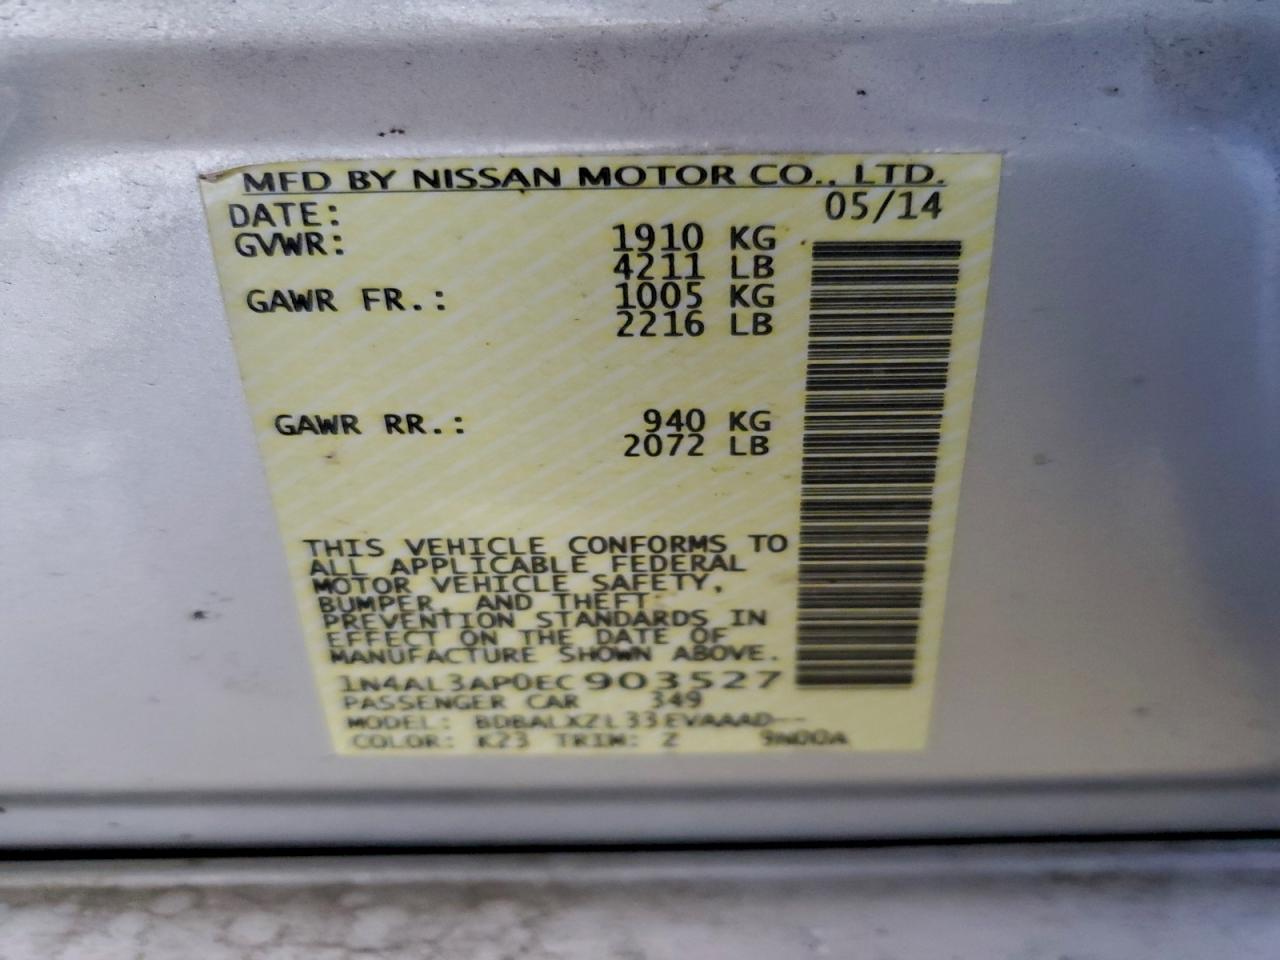 MFD BY NISSAN MOTOR CO., LTD.
DATE: 05/14
GVWR: 1910 KG
4211 LB
GAWR FR.: 1005 KG
2216 LB
GAWR RR.: 940 KG
2072 LB
THIS VEHICLE CONFORMS TO
ALL APPLICABLE FEDERAL
MOTOR VEHICLE SAFETY,
BUMPER, AND THEFT
PREVENTION STANDARDS IN
EFFECT ON THE DATE OF
MANUFACTURE SHOWN ABOVE.
1N4AL3AP0EC903527
PASSENGER CAR 349
MODEL: BDBALXZL33EVAAAD--
COLOR: K23 TRIM: Z